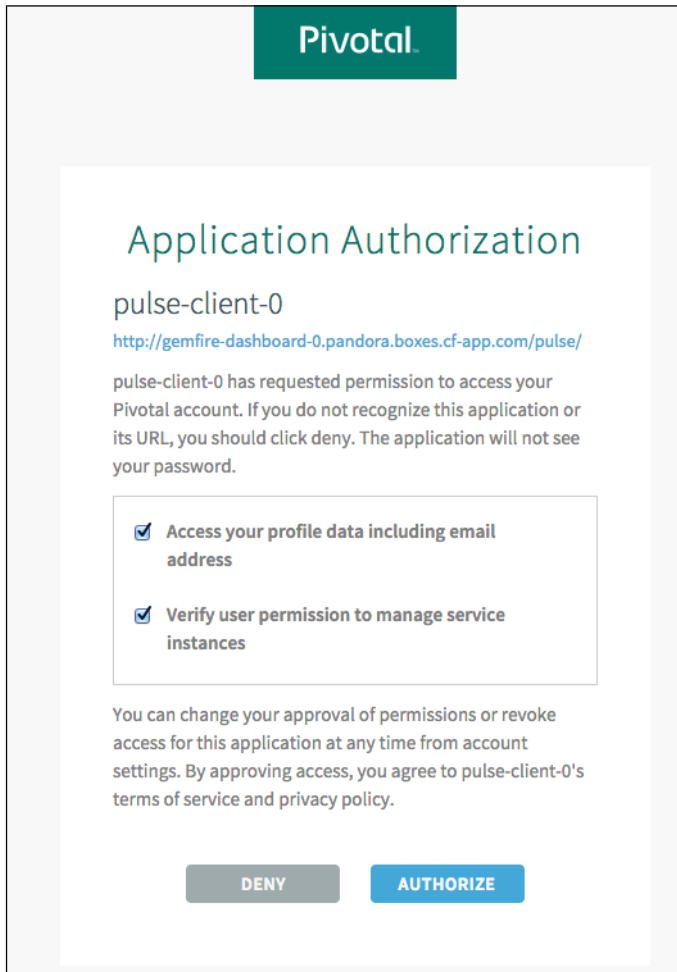 Pivotal
Application Authorization
pulse-client-0
http://gemfire-dashboard-0.pandora.boxes.cf-app.com/pulse/
pulse-client-0 has requested permission to access your
Pivotal account. If you do not recognize this application or
its URL, you should click deny. The application will not see
your password.
Access your profile data including email
address
Verify user permission to manage service
instances
You can change your approval of permissions or revoke
access for this application at any time from account
settings. By approving access, you agree to pulse-client-0's
terms of service and privacy policy.
DENY
AUTHORIZE